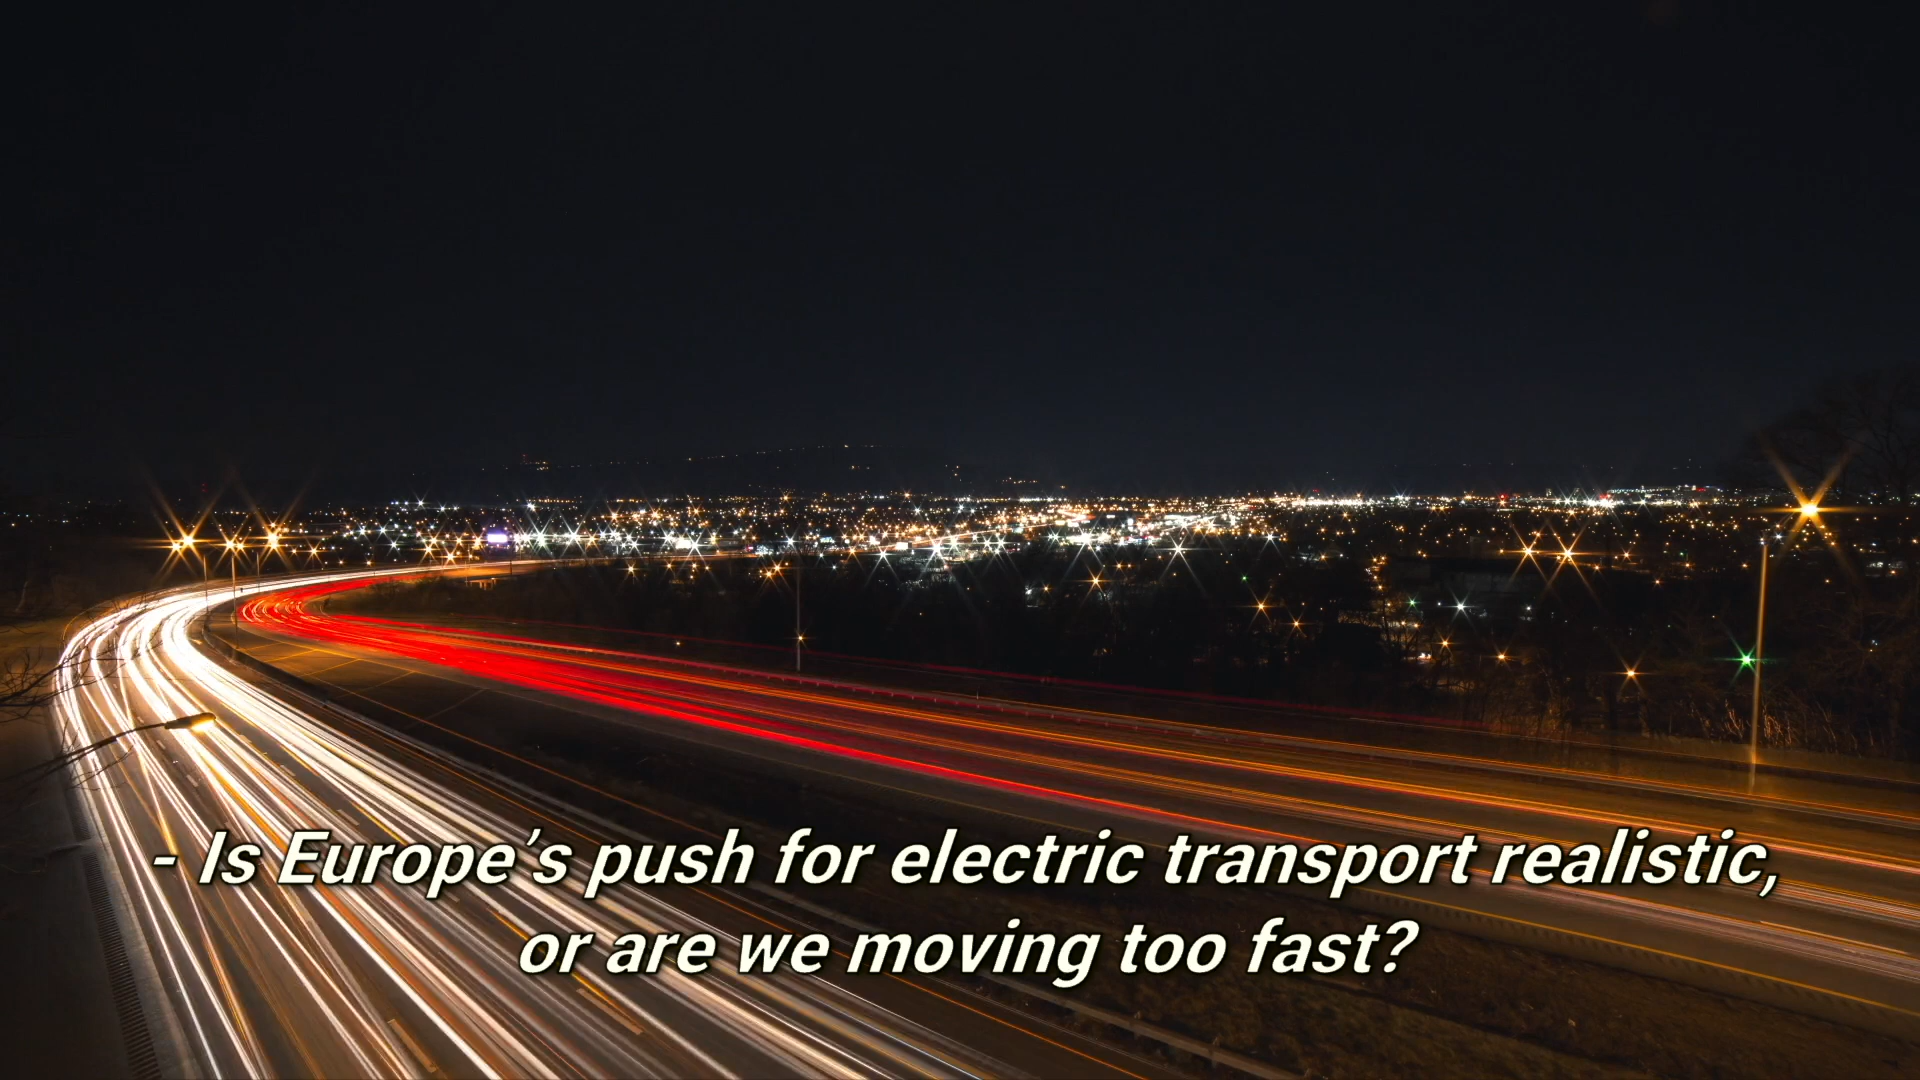 - Is Europe’s push for electric transport realistic,
or are we moving too fast?